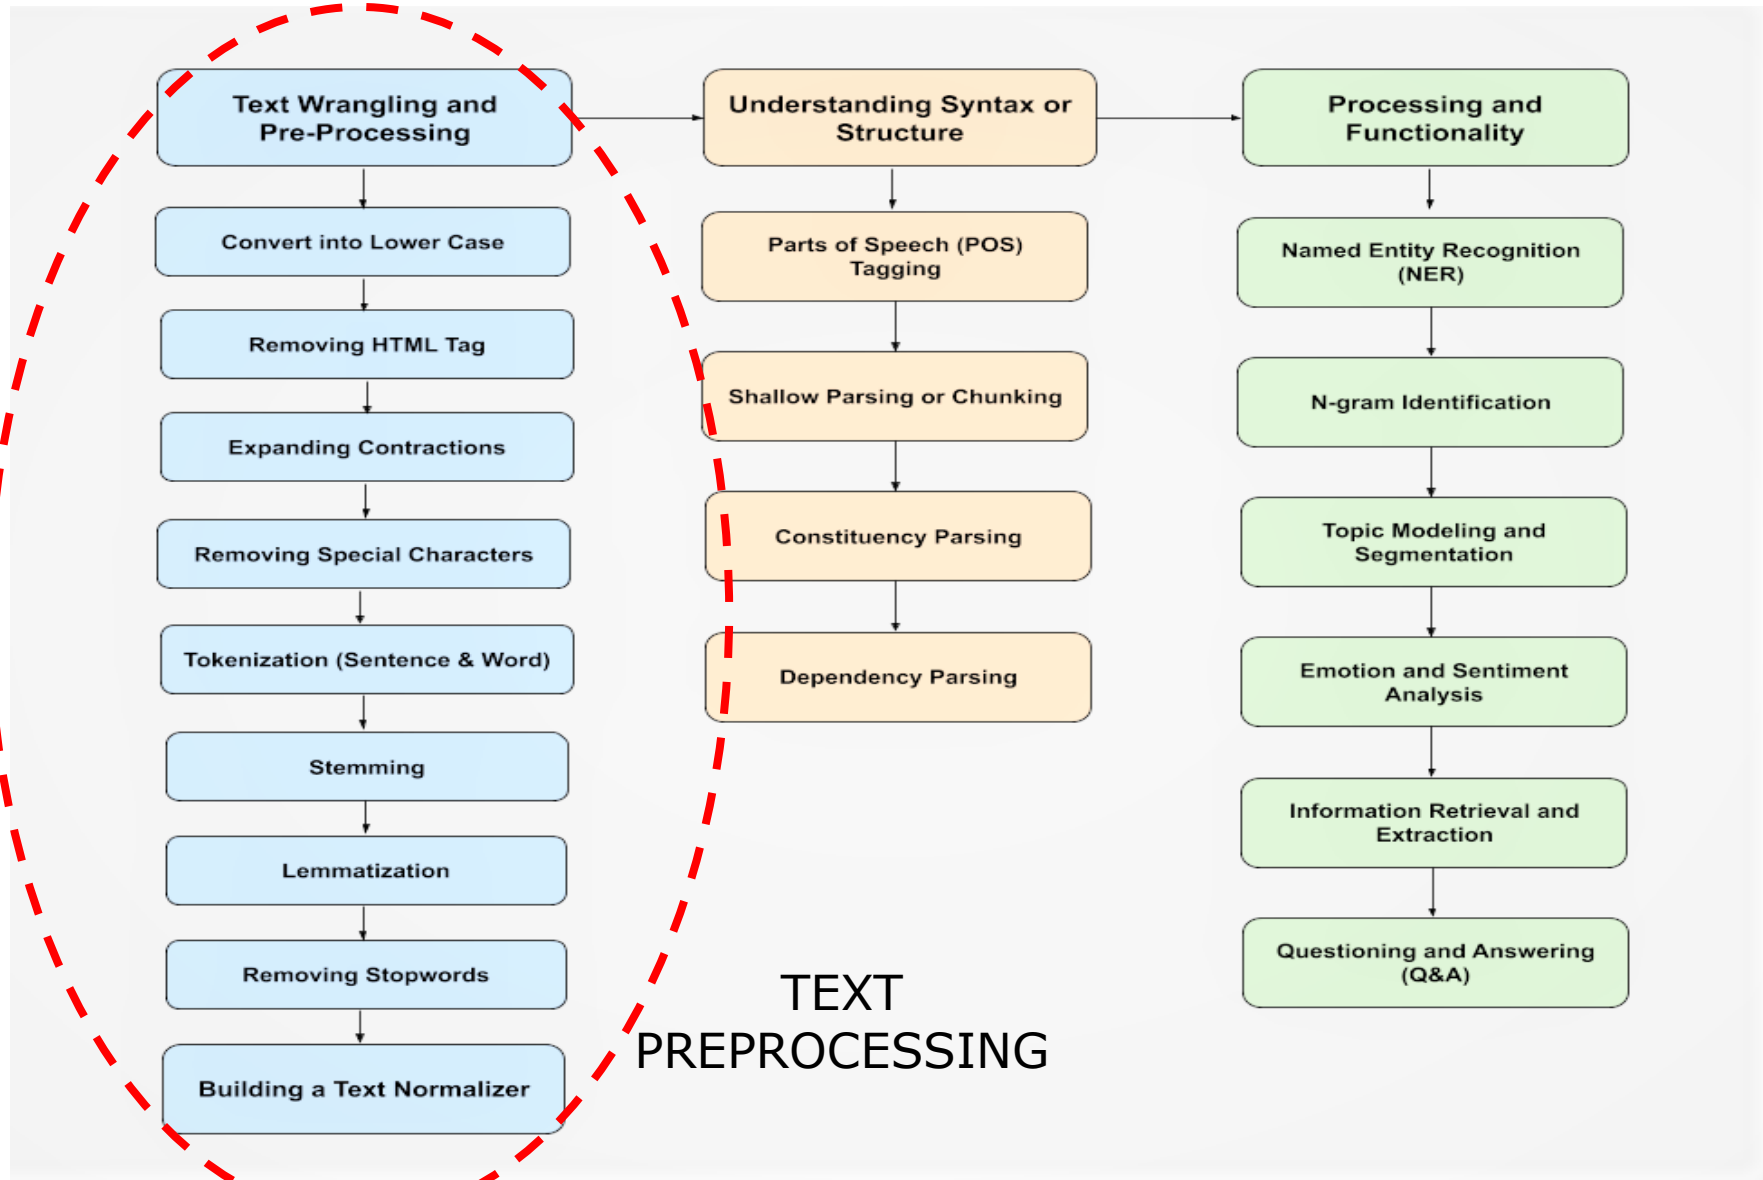 Text Wrangling and
Pre-Processing
Convert into Lower Case
Removing HTML Tag
Expanding Contractions
Removing Special Characters
Tokenization (Sentence & Word)
Stemming
Lemmatization
Removing Stopwords
Building a Text Normalizer
Understanding Syntax or
Structure
Parts of Speech (POS)
Tagging
Shallow Parsing or Chunking
Constituency Parsing
Dependency Parsing
Processing and
Functionality
Named Entity Recognition
(NER)
N-gram Identification
Topic Modeling and
Segmentation
Emotion and Sentiment
Analysis
Information Retrieval and
Extraction
Questioning and Answering
(Q&A)
TEXT
PREPROCESSING